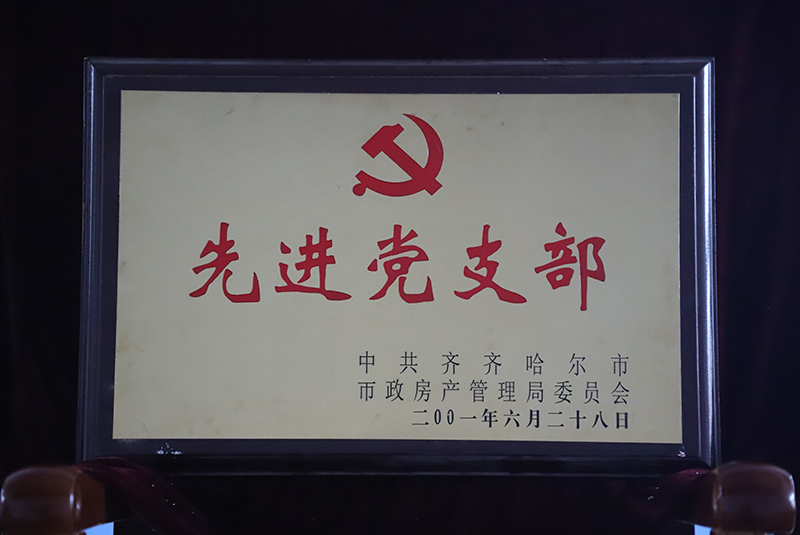 先进党支部
中共齐齐哈尔市
市政房产管理局委员会
二00一年六月二十八日